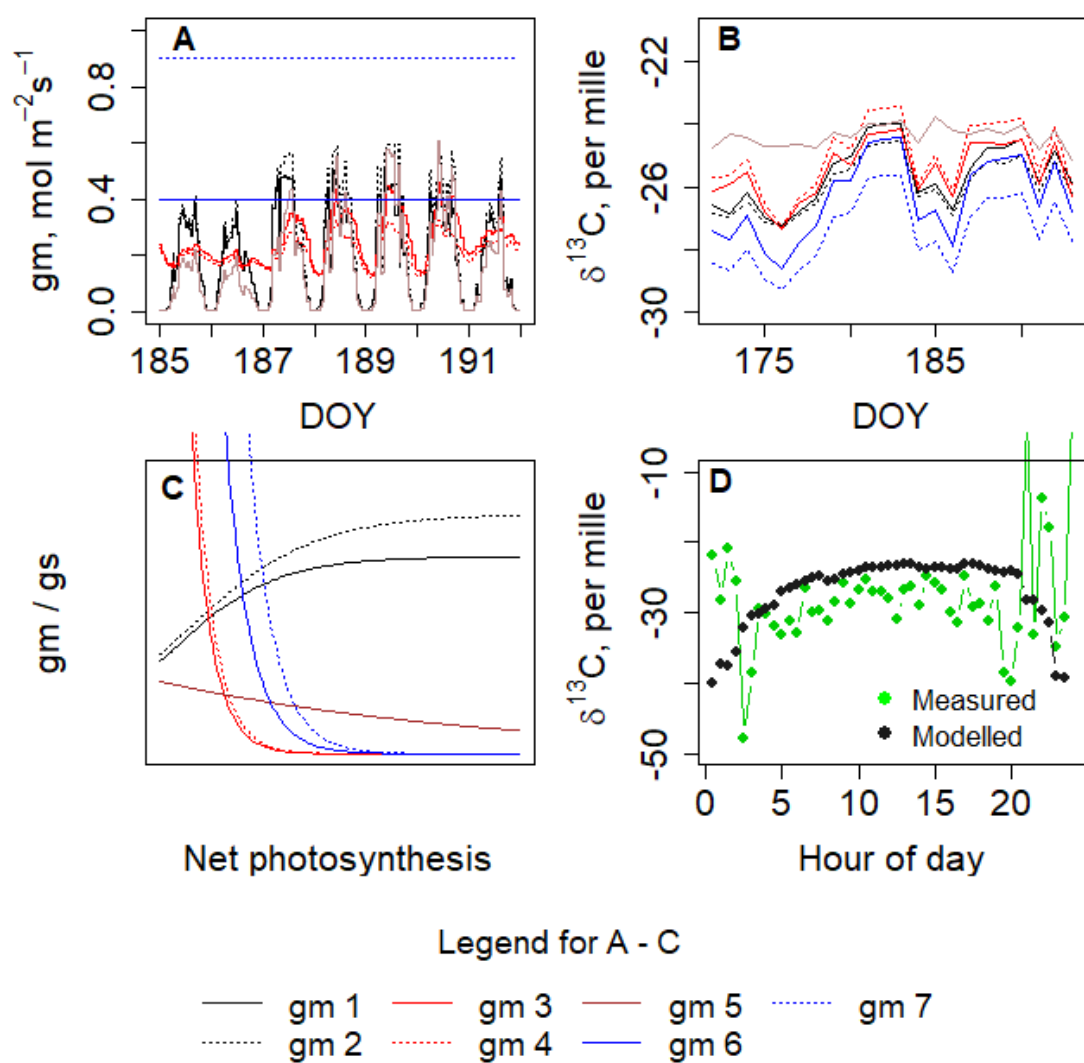 A
gm, mol m⁻²s⁻¹
0.8
0.4
0.0
185 187 189 191
DOY
B
δ¹³C, per mille
-22
-26
-30
175 185
DOY
C
gm / gs
Net photosynthesis
D
δ¹³C, per mille
-10
-30
-50
Measured
Modelled
0 5 10 15 20
Hour of day
Legend for A - C
gm 1 gm 3 gm 5 gm 7
gm 2 gm 4 gm 6